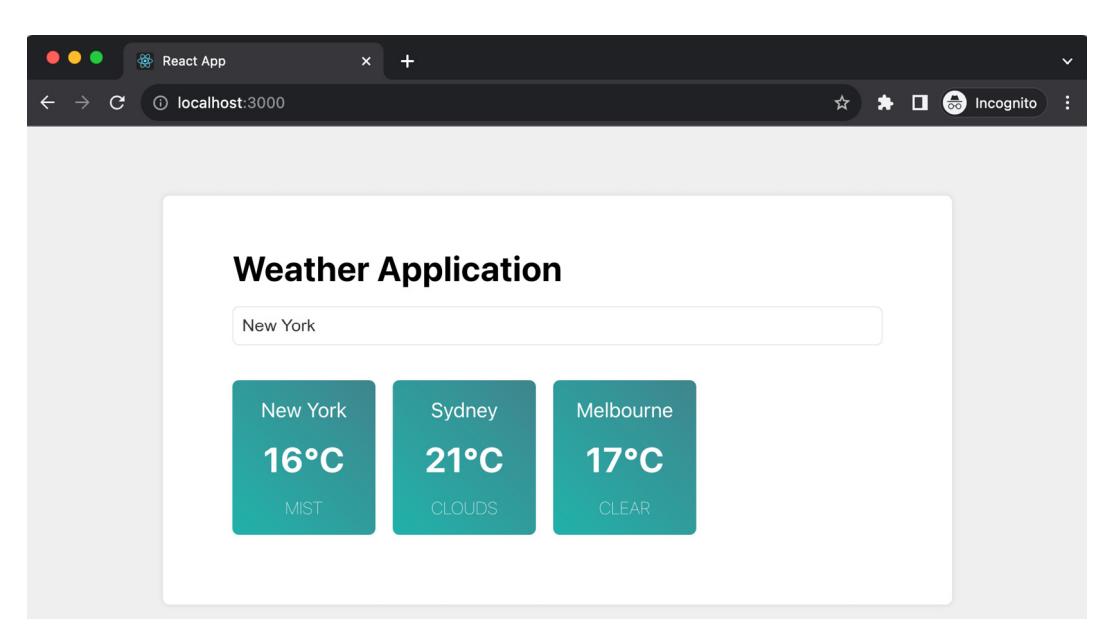 React App
localhost:3000
Incognito
Weather Application
New York
New York
16°C
MIST
Sydney
21°C
CLOUDS
Melbourne
17°C
CLEAR